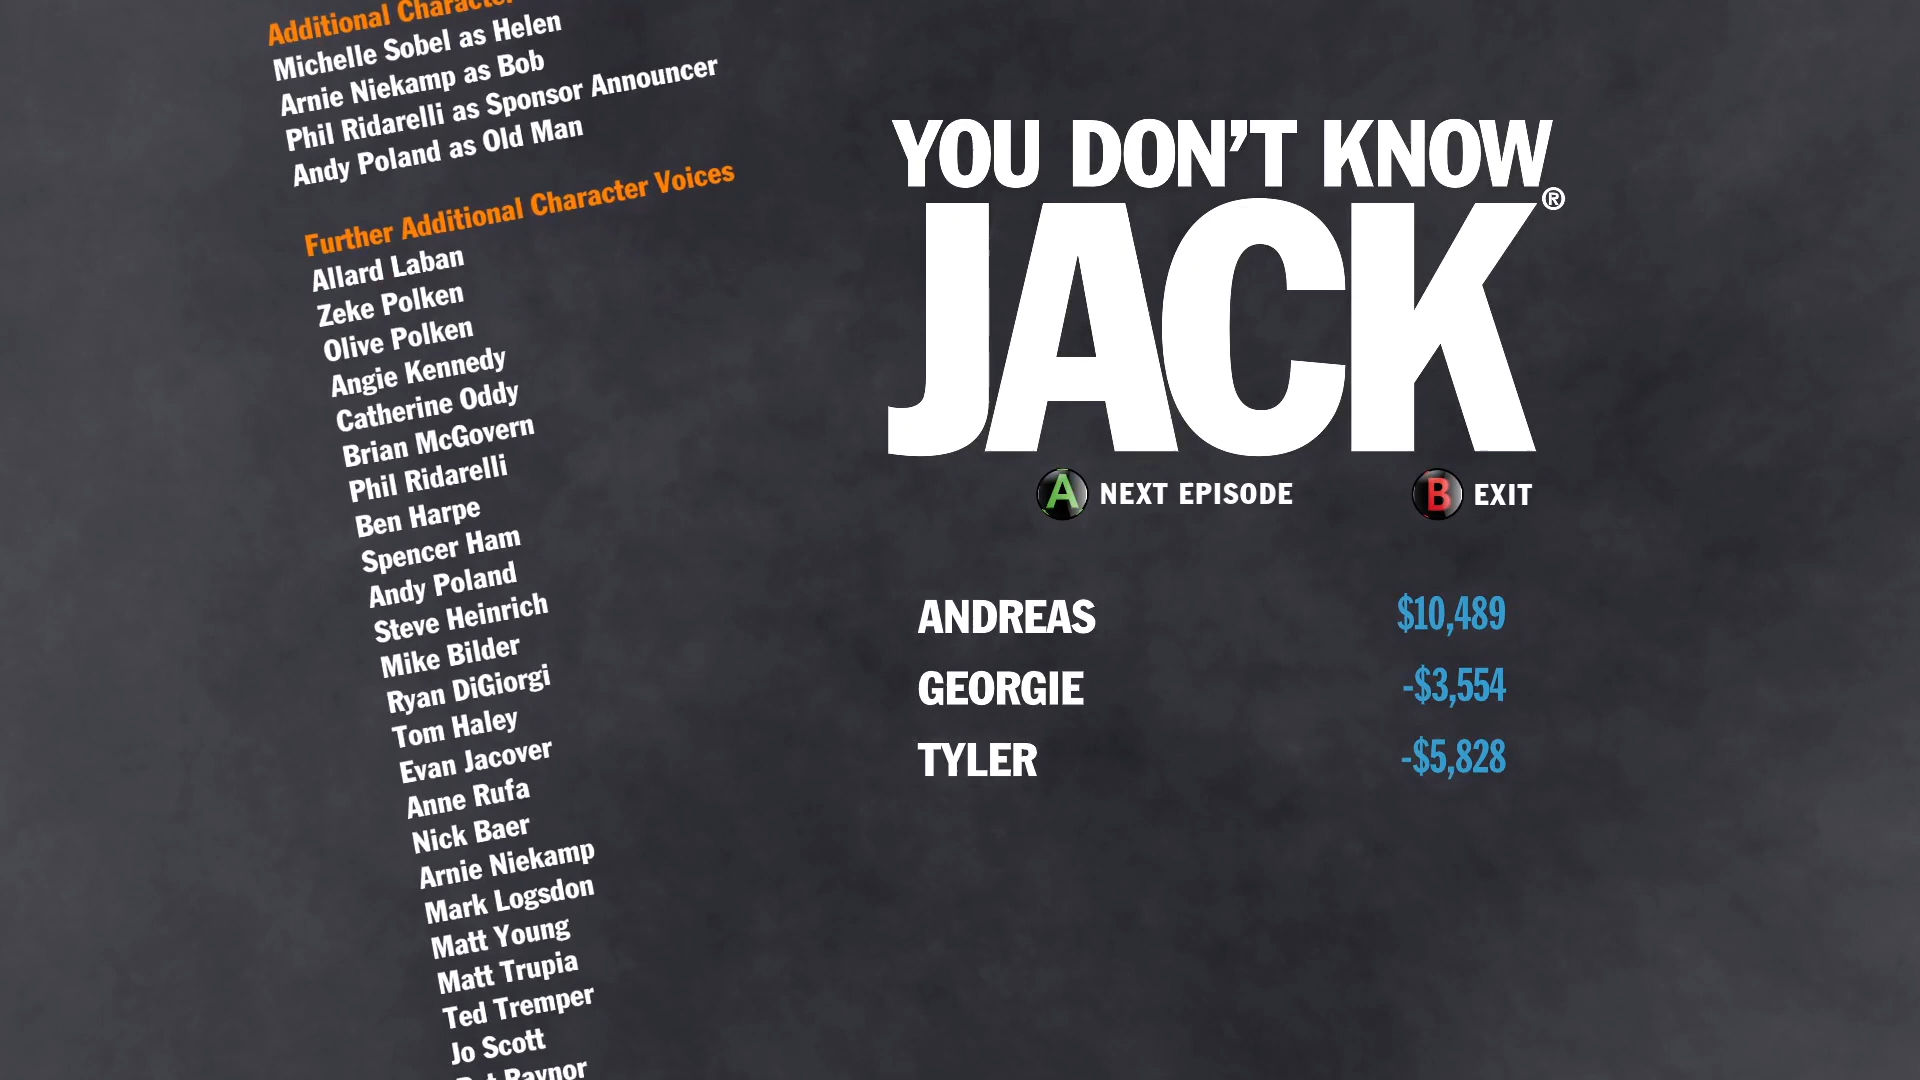 Additional
Michelle Sobel as Helen
Arnie Niekamp as Bob
Phil Ridarelli as Sponsor Announcer
Andy Poland as Old Man
Further Additional Character Voices
Allard Laban
Zeke Polken
Olive Polken
Angie Kennedy
Catherine Oddy
Brian McGovern
Phil Ridarelli
Ben Harpe
Spencer Ham
Andy Poland
Steve Heinrich
Mike Bilder
Ryan DiGiorgi
Tom Haley
Evan Jacover
Anne Rufa
Nick Baer
Arnie Niekamp
Mark Logsdon
Matt Young
Matt Trupia
Ted Tremper
Jo Scott
Raynor
YOU DON'T KNOW
JACK®
A NEXT EPISODE B EXIT
ANDREAS $10,489
GEORGIE -$3,554
TYLER -$5,828